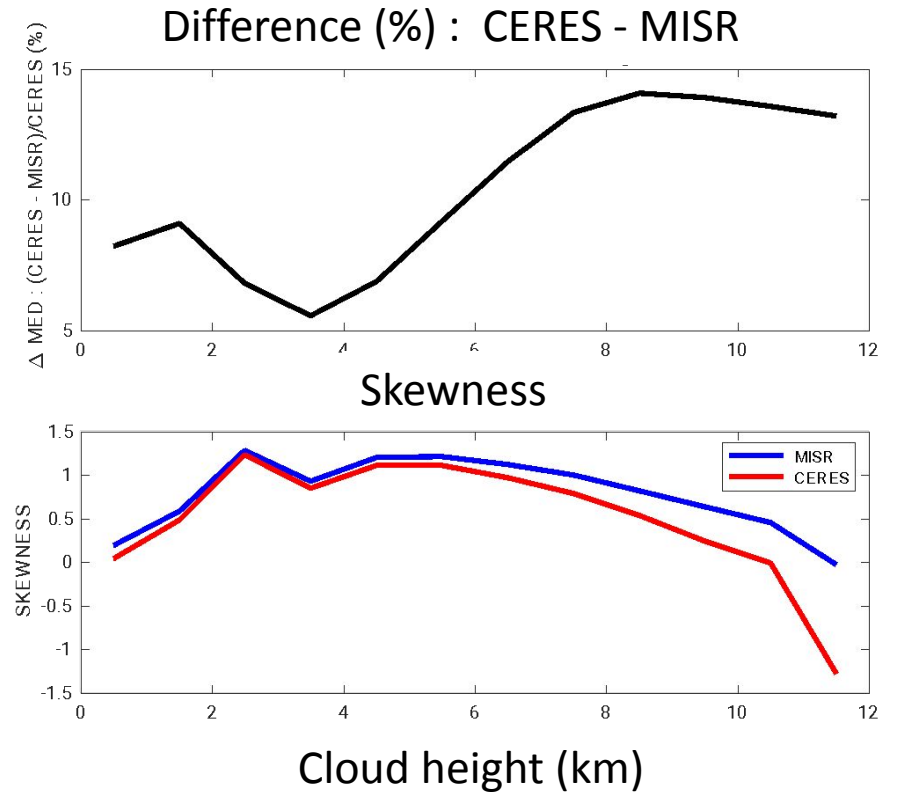 Difference (%) : CERES - MISR
Δ MED : (CERES - MISR)/CERES (%)
15
10
5
0 2 4 8 10 12
Skewness
SKEWNESS
1.5
1
0.5
0
-0.5
-1
-1.5
MISR
CERES
0 2 4 6 8 10 12
Cloud height (km)